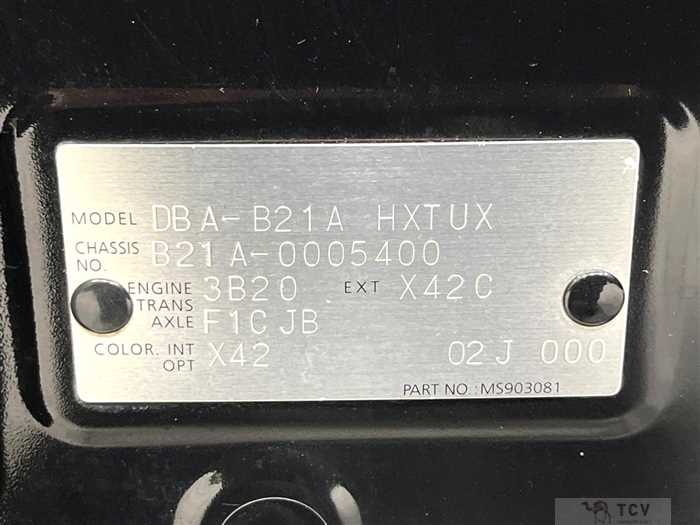 MODEL DBA-B21A HXTUX
CHASSIS NO. B21A-0005400
ENGINE 3B20 EXT X42C
TRANS AXLE F1CJB
COLOR. INT OPT X42 02J 000
PART NO.:MS903081
TCV